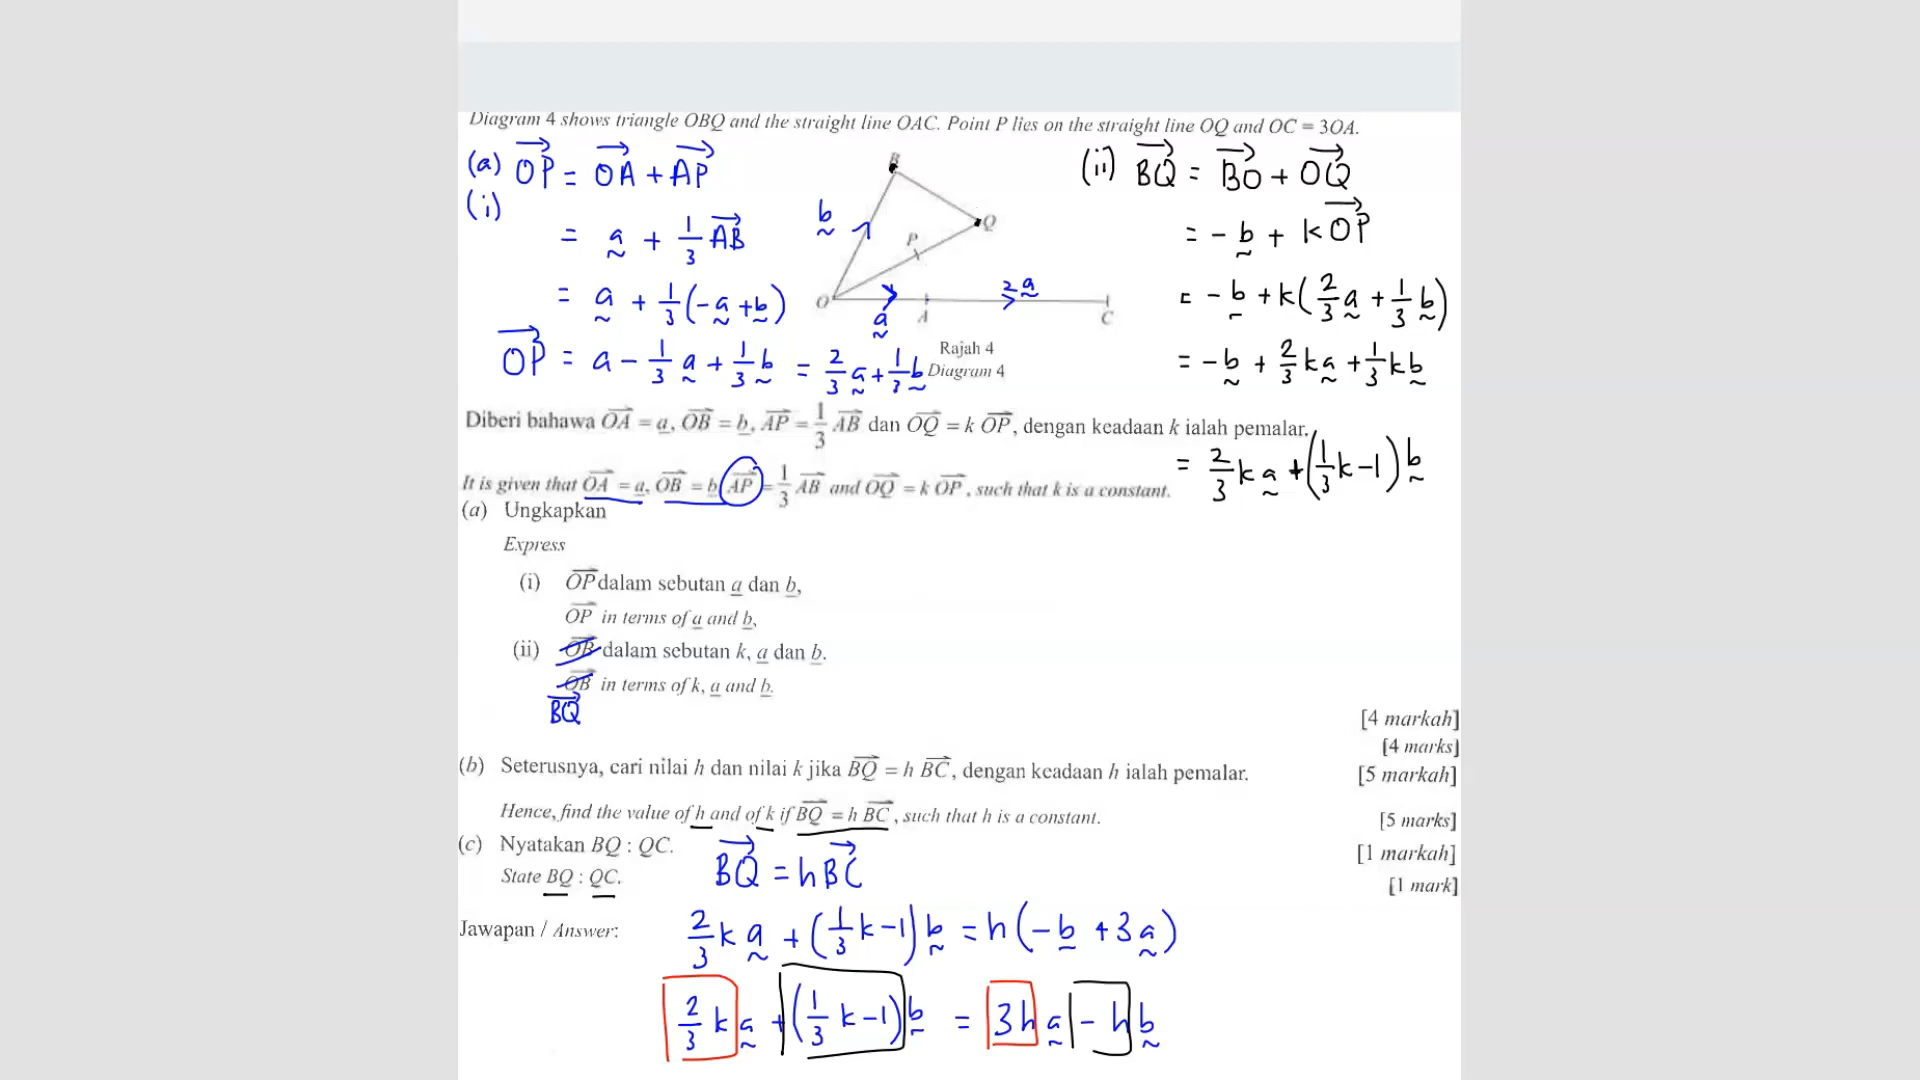 Diagram 4 shows triangle OBQ and the straight line OAC. Point P lies on the straight line OQ and OC = 3OA.
(a) OP⃗ = OA⃗ + AP⃗
(i)
= a + 1/3 AB⃗
= a + 1/3(-a + b)
OP⃗ = a - 1/3 a + 1/3 b = 2/3 a + 1/3 b
B
b
Q
P
O
a
A
2a
C
Rajah 4
Diagram 4
(ii) BQ⃗ = BO⃗ + OQ⃗
= -b + kOP⃗
= -b + k(2/3 a + 1/3 b)
= -b + 2/3 ka + 1/3 kb
= 2/3 ka + (1/3 k - 1)b
Diberi bahawa OA⃗ = a, OB⃗ = b, AP⃗ = 1/3 AB⃗ dan OQ⃗ = k OP⃗, dengan keadaan k ialah pemalar.
It is given that OA⃗ = a, OB⃗ = b, AP⃗ = 1/3 AB⃗ and OQ⃗ = k OP⃗, such that k is a constant.
(a) Ungkapkan
Express
(i) OP⃗ dalam sebutan a dan b,
OP⃗ in terms of a and b,
(ii) OB⃗ dalam sebutan k, a dan b.
OB⃗ in terms of k, a and b.
BQ⃗
[4 markah]
[4 marks]
(b) Seterusnya, cari nilai h dan nilai k jika BQ⃗ = h BC⃗, dengan keadaan h ialah pemalar.
[5 markah]
Hence, find the value of h and of k if BQ⃗ = h BC⃗, such that h is a constant.
[5 marks]
(c) Nyatakan BQ : QC.
[1 markah]
State BQ : QC.
[1 mark]
BQ⃗ = hBC⃗
Jawapan / Answer:
2/3 ka + (1/3 k - 1)b = h(-b + 3a)
2/3 ka + (1/3 k - 1)b = 3ha - hb